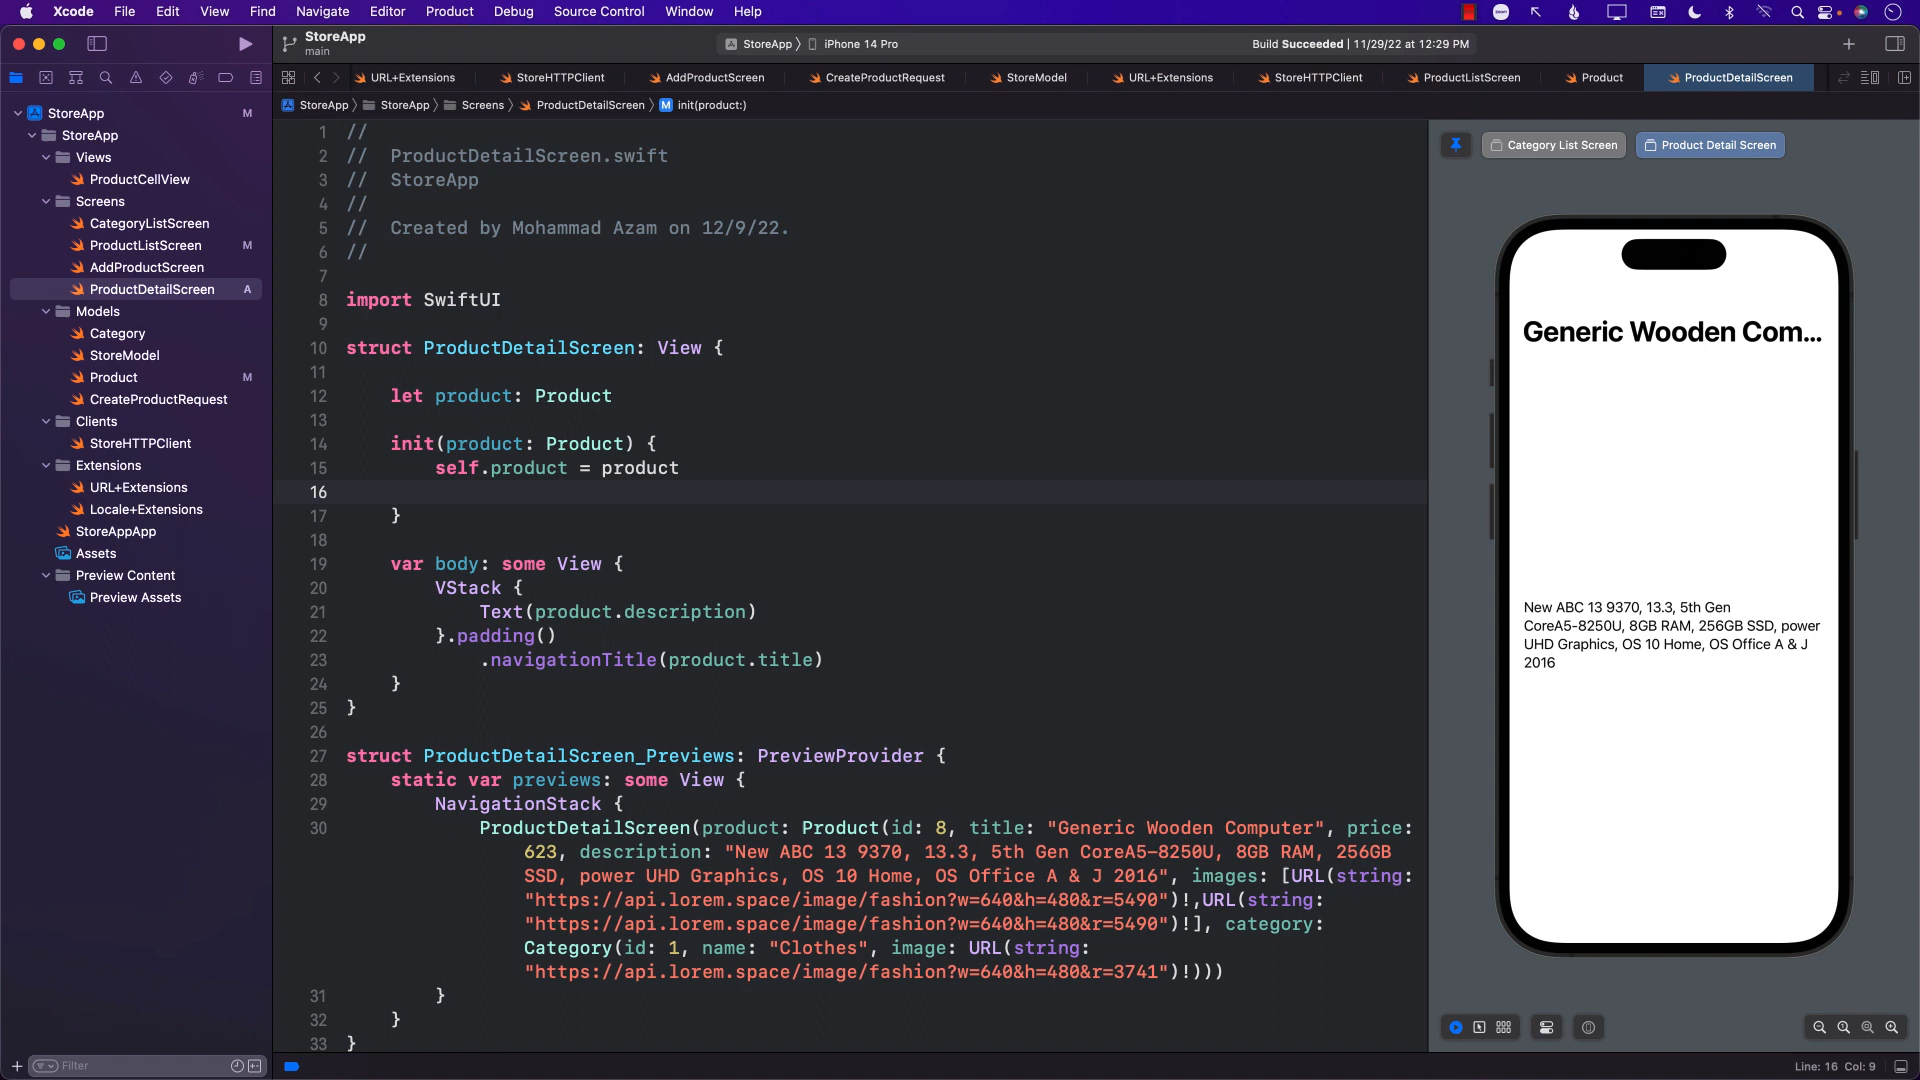 Xcode File Edit View Find Navigate Editor Product Debug Source Control Window Help
StoreApp
main
StoreApp iPhone 14 Pro
Build Succeeded | 11/29/22 at 12:29 PM
URL+Extensions StoreHTTPClient AddProductScreen CreateProductRequest StoreModel URL+Extensions StoreHTTPClient ProductListScreen Product ProductDetailScreen
StoreApp StoreApp Screens ProductDetailScreen M init(product:)
StoreApp M
StoreApp
Views
ProductCellView
Screens
CategoryListScreen
ProductListScreen M
AddProductScreen
ProductDetailScreen A
Models
Category
StoreModel
Product M
CreateProductRequest
Clients
StoreHTTPClient
Extensions
URL+Extensions
Locale+Extensions
StoreAppApp
Assets
Preview Content
Preview Assets
Filter
1 //
2 //  ProductDetailScreen.swift
3 //  StoreApp
4 //
5 //  Created by Mohammad Azam on 12/9/22.
6 //
7
8 import SwiftUI
9
10 struct ProductDetailScreen: View {
11
12     let product: Product
13
14     init(product: Product) {
15         self.product = product
16
17     }
18
19     var body: some View {
20         VStack {
21             Text(product.description)
22         }.padding()
23             .navigationTitle(product.title)
24     }
25 }
26
27 struct ProductDetailScreen_Previews: PreviewProvider {
28     static var previews: some View {
29         NavigationStack {
30             ProductDetailScreen(product: Product(id: 8, title: "Generic Wooden Computer", price:
623, description: "New ABC 13 9370, 13.3, 5th Gen CoreA5-8250U, 8GB RAM, 256GB
SSD, power UHD Graphics, OS 10 Home, OS Office A & J 2016", images: [URL(string:
"https://api.lorem.space/image/fashion?w=640&h=480&r=5490")!,URL(string:
"https://api.lorem.space/image/fashion?w=640&h=480&r=5490")!], category:
Category(id: 1, name: "Clothes", image: URL(string:
"https://api.lorem.space/image/fashion?w=640&h=480&r=3741")!)))
31         }
32     }
33 }
Category List Screen Product Detail Screen
Generic Wooden Com...
New ABC 13 9370, 13.3, 5th Gen
CoreA5-8250U, 8GB RAM, 256GB SSD, power
UHD Graphics, OS 10 Home, OS Office A & J
2016
Line: 16 Col: 9